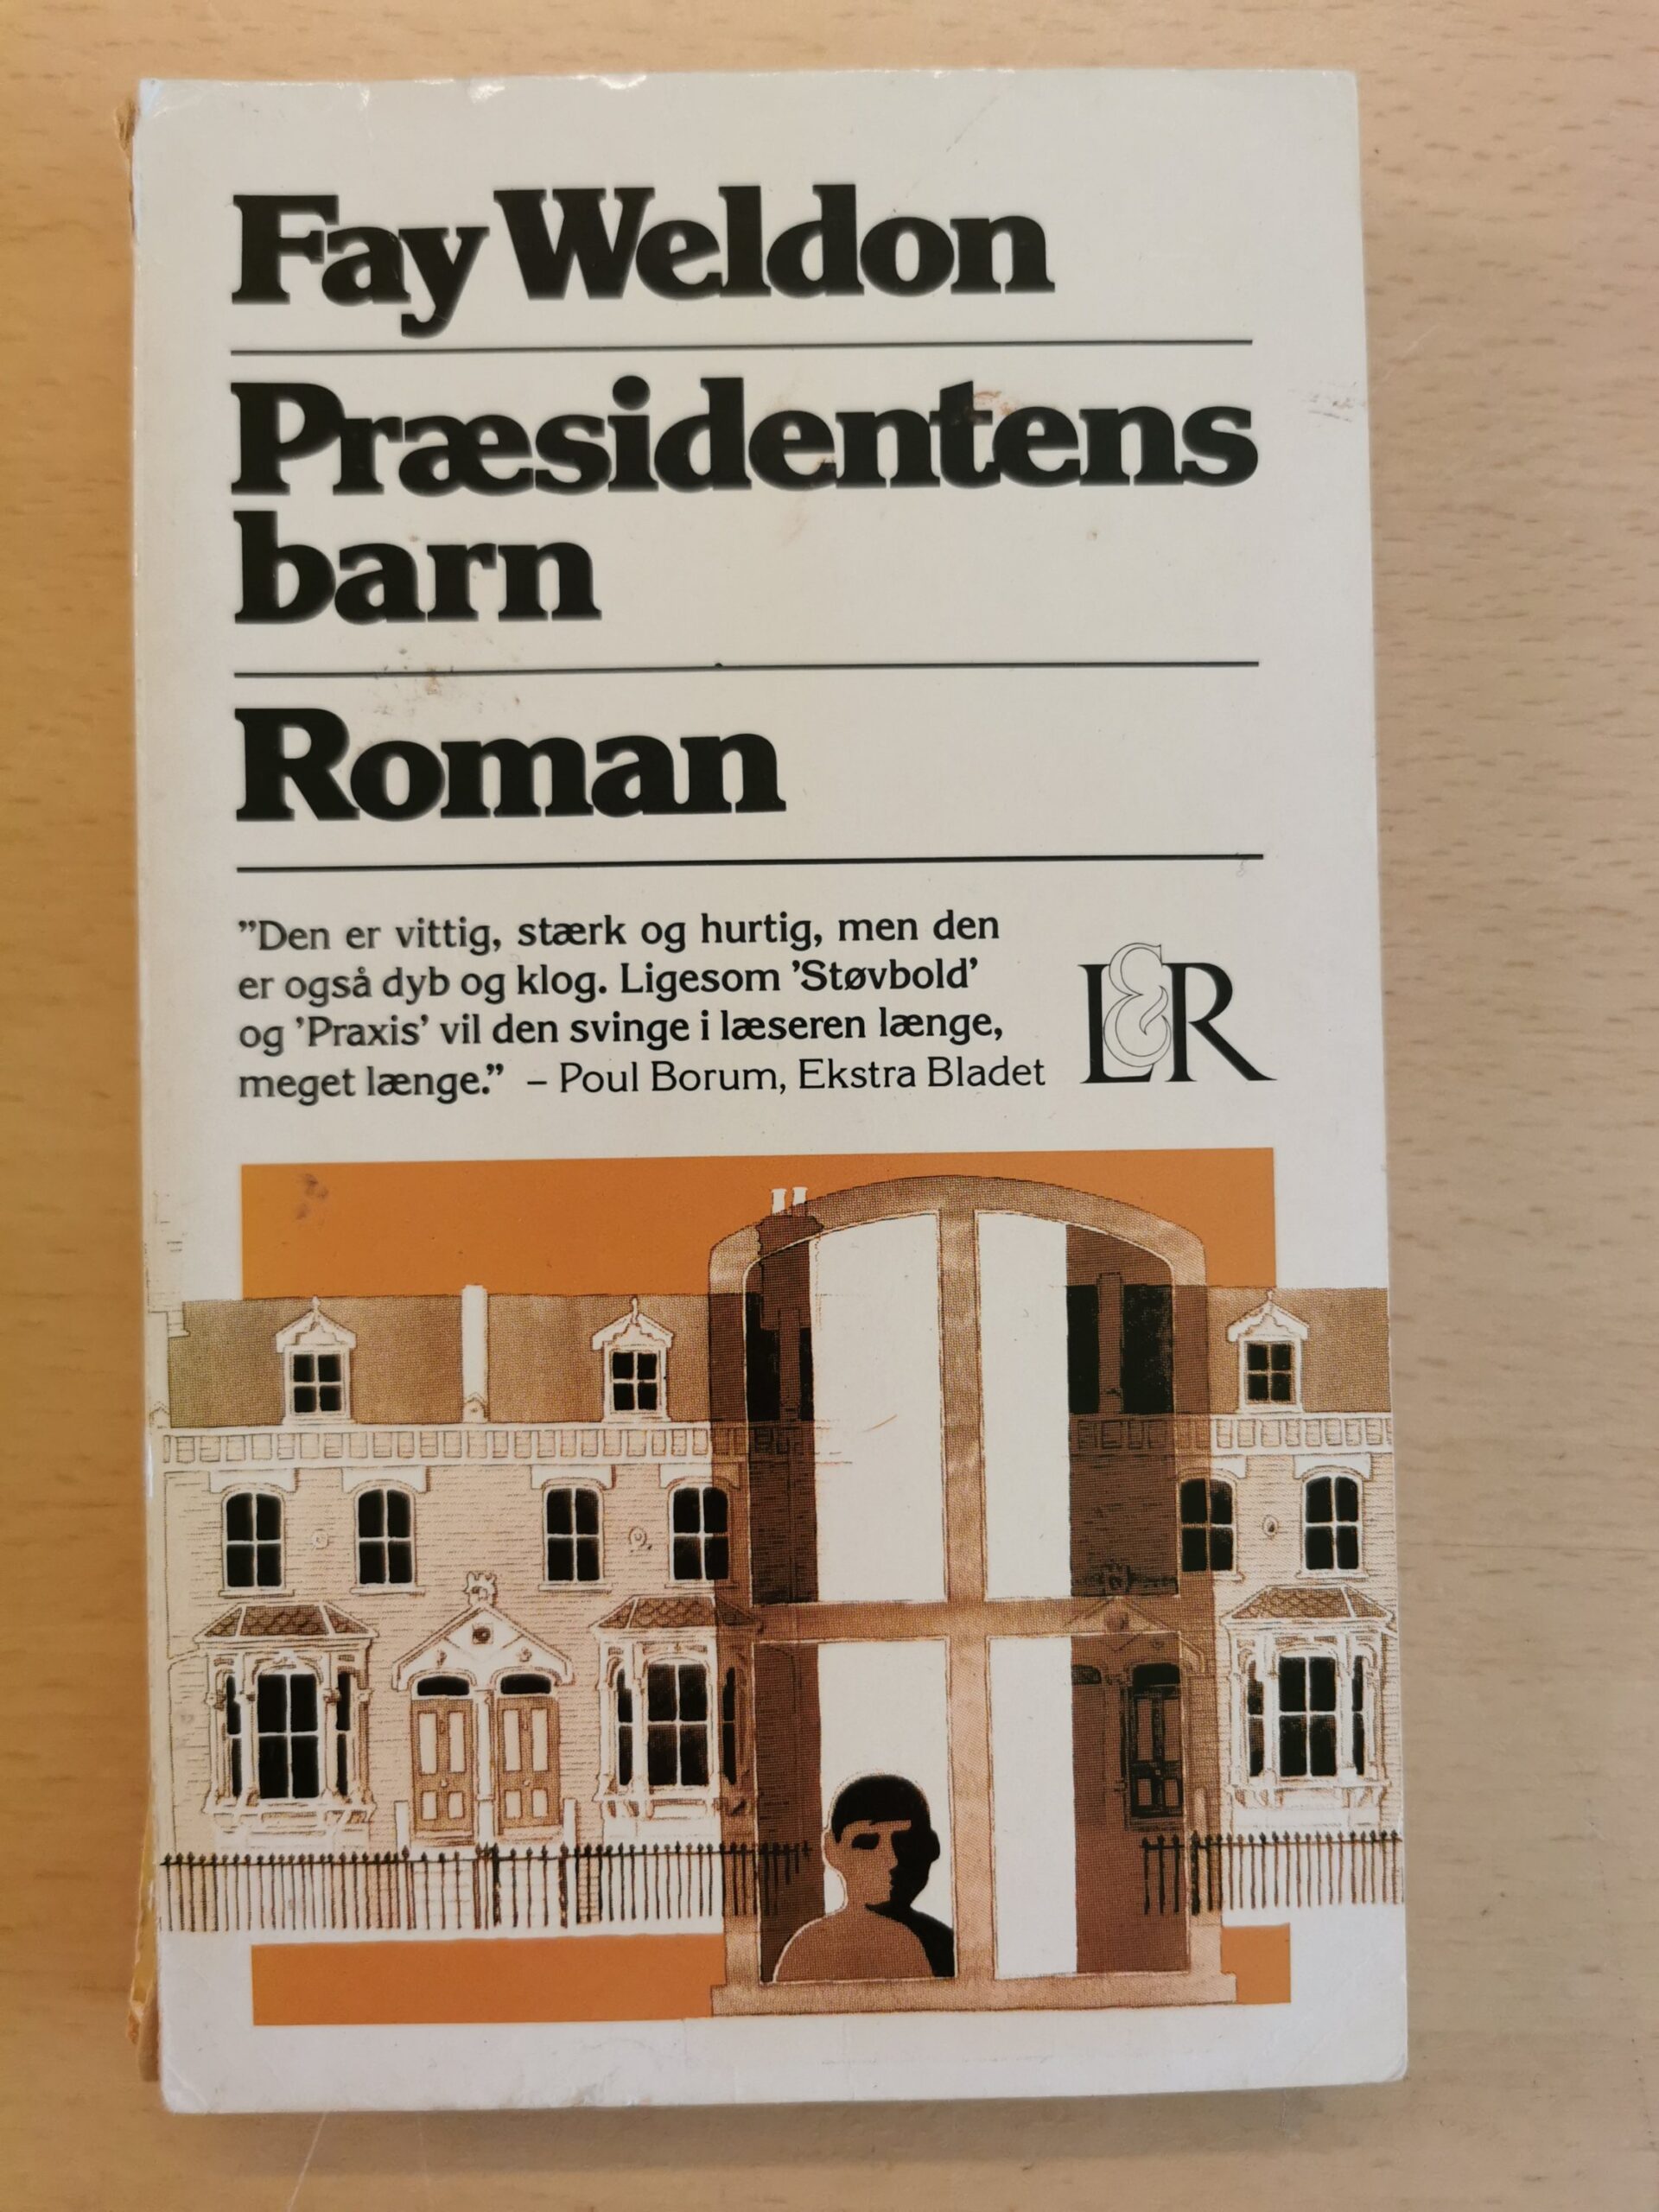 Fay Weldon
Præsidentens
barn
Roman
”Den er vittig, stærk og hurtig, men den
er også dyb og klog. Ligesom ’Støvbold’
og ’Praxis’ vil den svinge i læseren længe,
meget længe.” – Poul Borum, Ekstra Bladet
L&R